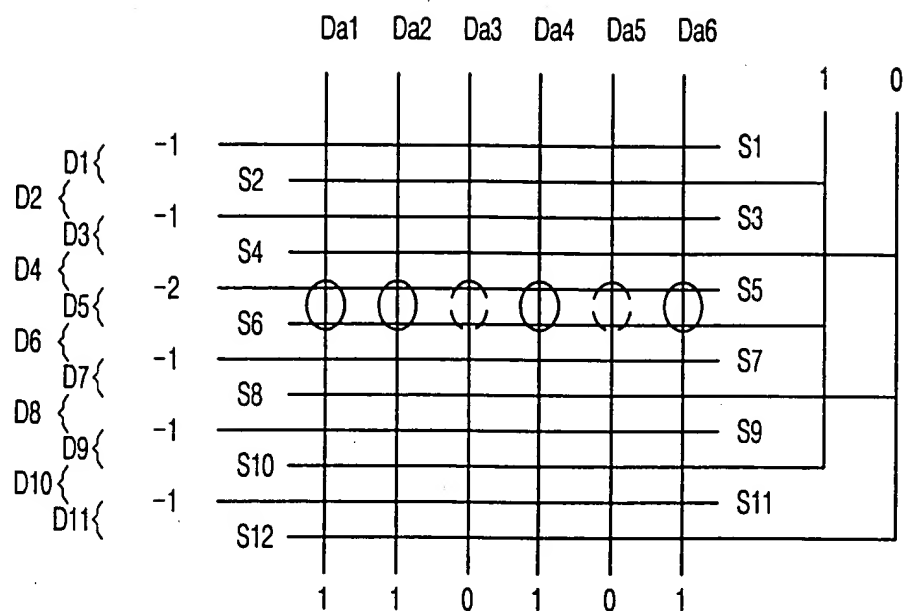 Da1 Da2 Da3 Da4 Da5 Da6
1 0
-1 S1
D1{
S2
D2 {
-1 S3
D3{
S4
D4 {
-2 S5
D5{
S6
D6 {
-1 S7
D7{
S8
D8 {
-1 S9
D9{
S10
D10{
-1 S11
D11{
S12
1 1 0 1 0 1